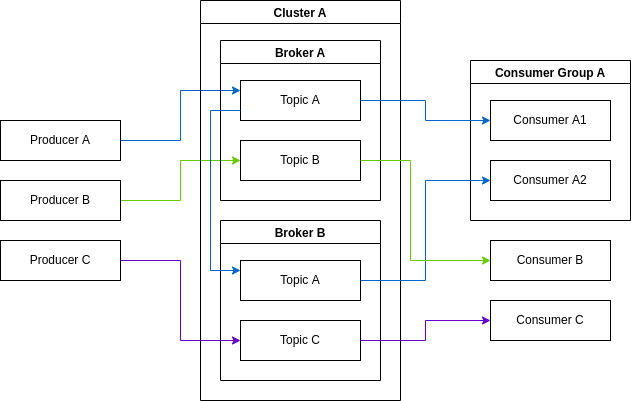 Cluster A
Broker A
Topic A
Topic B
Broker B
Topic A
Topic C
Producer A
Producer B
Producer C
Consumer Group A
Consumer A1
Consumer A2
Consumer B
Consumer C